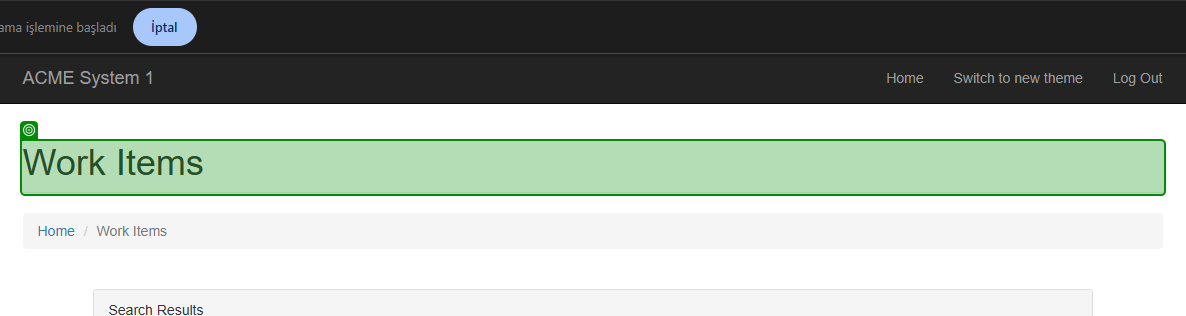 işlemine başladı İptal
ACME System 1 Home Switch to new theme Log Out
Work Items
Home / Work Items
Search Results